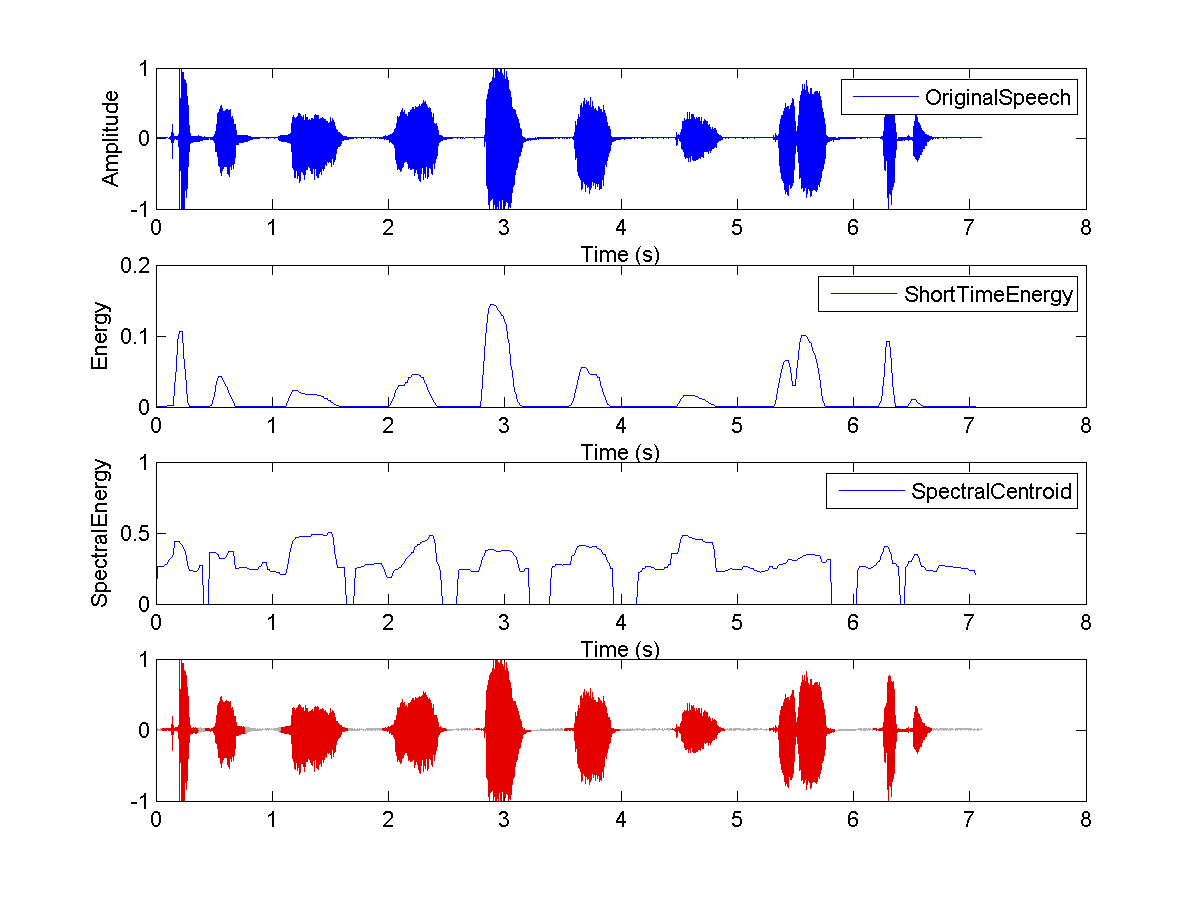 1
0
-1
Amplitude
OriginalSpeech
0 1 2 3 4 5 6 7 8
Time (s)
0.2
0.1
0
Energy
ShortTimeEnergy
0 1 2 3 4 5 6 7 8
Time (s)
1
0.5
0
SpectralEnergy
SpectralCentroid
0 1 2 3 4 5 6 7 8
Time (s)
1
0
-1
0 1 2 3 4 5 6 7 8